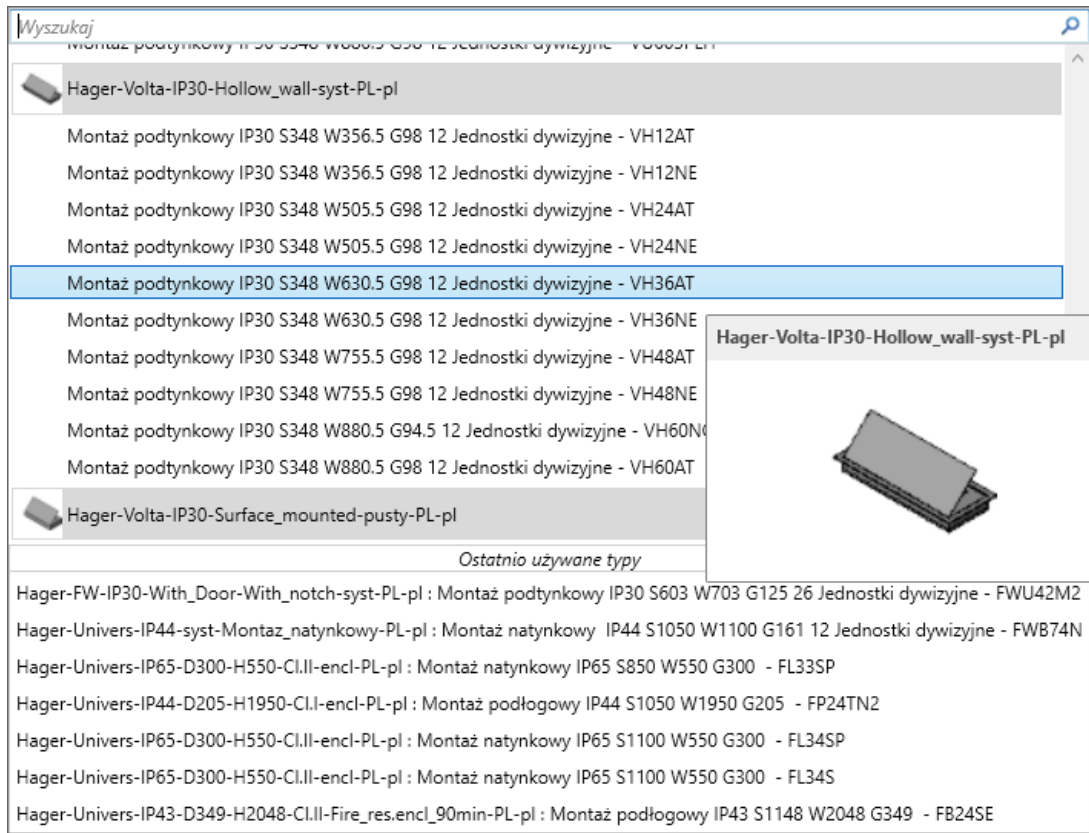 Wyszukaj
Montaż podtynkowy IP30 S348 W880.5 G98 12 Jednostki dywizyjne -
Hager-Volta-IP30-Hollow_wall-syst-PL-pl
Montaż podtynkowy IP30 S348 W356.5 G98 12 Jednostki dywizyjne - VH12AT
Montaż podtynkowy IP30 S348 W356.5 G98 12 Jednostki dywizyjne - VH12NE
Montaż podtynkowy IP30 S348 W505.5 G98 12 Jednostki dywizyjne - VH24AT
Montaż podtynkowy IP30 S348 W505.5 G98 12 Jednostki dywizyjne - VH24NE
Montaż podtynkowy IP30 S348 W630.5 G98 12 Jednostki dywizyjne - VH36AT
Montaż podtynkowy IP30 S348 W630.5 G98 12 Jednostki dywizyjne - VH36NE
Hager-Volta-IP30-Hollow_wall-syst-PL-pl
Montaż podtynkowy IP30 S348 W755.5 G98 12 Jednostki dywizyjne - VH48AT
Montaż podtynkowy IP30 S348 W755.5 G98 12 Jednostki dywizyjne - VH48NE
Montaż podtynkowy IP30 S348 W880.5 G94.5 12 Jednostki dywizyjne - VH60N
Montaż podtynkowy IP30 S348 W880.5 G98 12 Jednostki dywizyjne - VH60AT
Hager-Volta-IP30-Surface_mounted-pusty-PL-pl
Ostatnio używane typy
Hager-FW-IP30-With_Door-With_notch-syst-PL-pl : Montaż podtynkowy IP30 S603 W703 G125 26 Jednostki dywizyjne - FWU42M2
Hager-Univers-IP44-syst-Montaz_natynkowy-PL-pl : Montaż natynkowy IP44 S1050 W1100 G161 12 Jednostki dywizyjne - FWB74N
Hager-Univers-IP65-D300-H550-Cl.II-encl-PL-pl : Montaż natynkowy IP65 S850 W550 G300 - FL33SP
Hager-Univers-IP44-D205-H1950-Cl.I-encl-PL-pl : Montaż podłogowy IP44 S1050 W1950 G205 - FP24TN2
Hager-Univers-IP65-D300-H550-Cl.II-encl-PL-pl : Montaż natynkowy IP65 S1100 W550 G300 - FL34SP
Hager-Univers-IP65-D300-H550-Cl.II-encl-PL-pl : Montaż natynkowy IP65 S1100 W550 G300 - FL34S
Hager-Univers-IP43-D349-H2048-Cl.II-Fire_res.encl_90min-PL-pl : Montaż podłogowy IP43 S1148 W2048 G349 - FB24SE